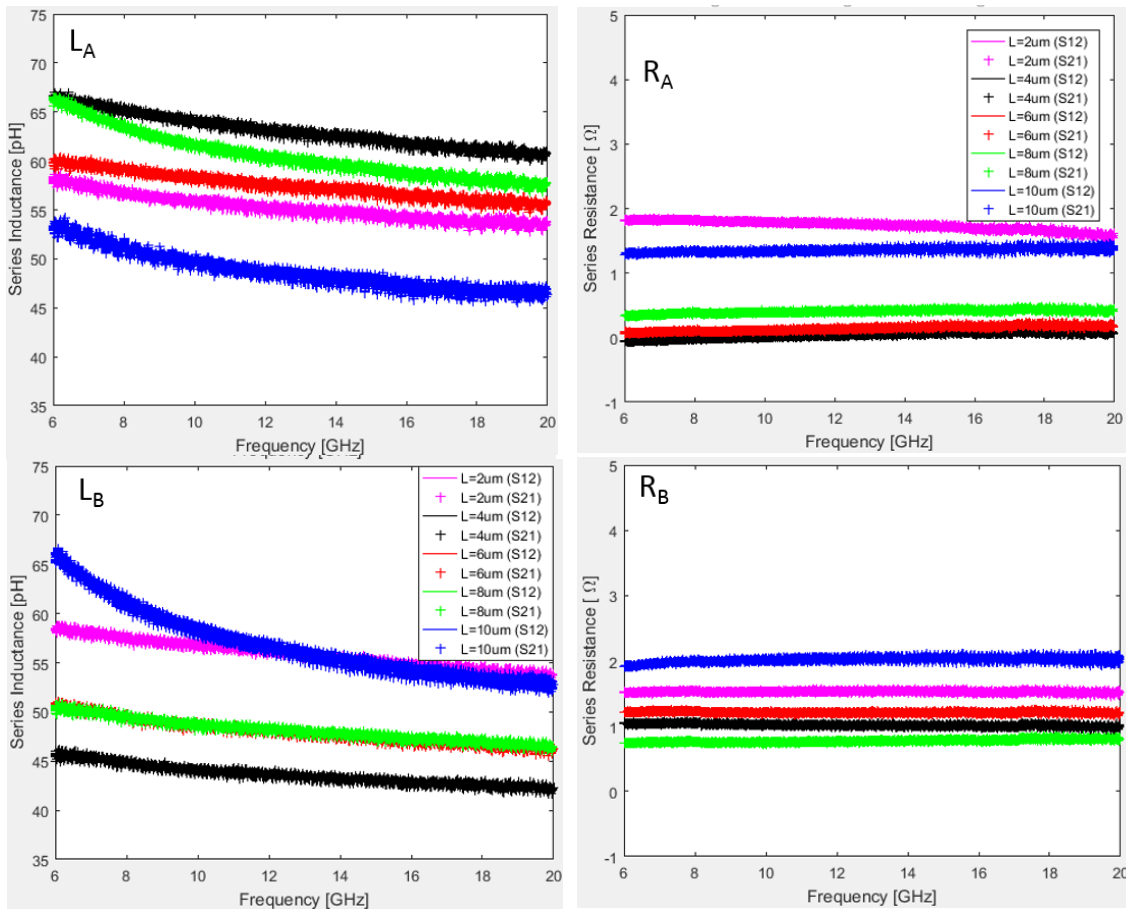 L_A
75
70
65
60
55
50
45
40
35
Series Inductance [pH]
6 8 10 12 14 16 18 20
Frequency [GHz]
R_A
5
4
3
2
1
0
-1
Series Resistance [ Ω]
L=2um (S12)
L=2um (S21)
L=4um (S12)
L=4um (S21)
L=6um (S12)
L=6um (S21)
L=8um (S12)
L=8um (S21)
L=10um (S12)
L=10um (S21)
6 8 10 12 14 16 18 20
Frequency [GHz]
L_B
75
70
65
60
55
50
45
40
35
Series Inductance [pH]
L=2um (S12)
L=2um (S21)
L=4um (S12)
L=4um (S21)
L=6um (S12)
L=6um (S21)
L=8um (S12)
L=8um (S21)
L=10um (S12)
L=10um (S21)
6 8 10 12 14 16 18 20
Frequency [GHz]
R_B
5
4
3
2
1
0
-1
Series Resistance [ Ω]
6 8 10 12 14 16 18 20
Frequency [GHz]